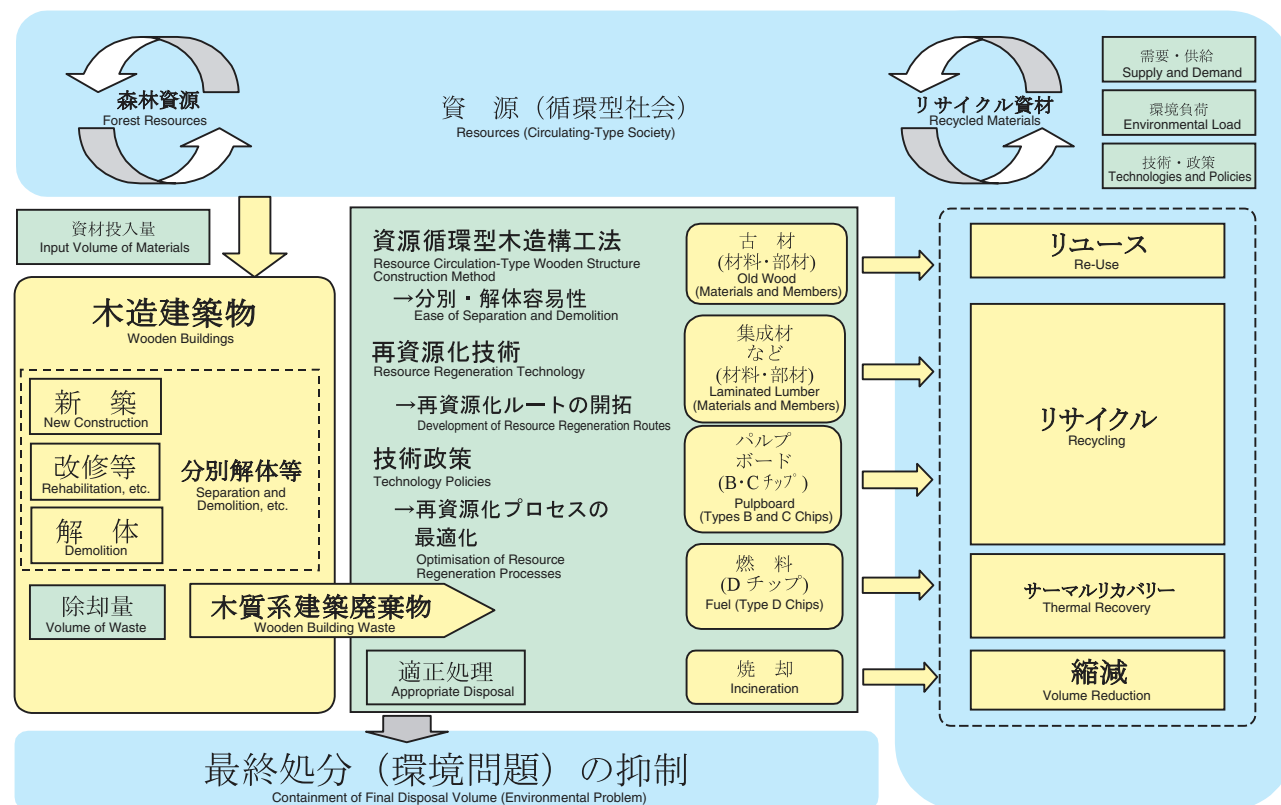 森林資源
Forest Resources
資　源（循環型社会）
Resources (Circulating-Type Society)
リサイクル資材
Recycled Materials
需要・供給
Supply and Demand
環境負荷
Environmental Load
技術・政策
Technologies and Policies
資材投入量
Input Volume of Materials
木造建築物
Wooden Buildings
新　築
New Construction
改修等
Rehabilitation, etc.
解　体
Demolition
分別解体等
Separation and
Demolition, etc.
除却量
Volume of Waste
木質系建築廃棄物
Wooden Building Waste
資源循環型木造構工法
Resource Circulation-Type Wooden Structure
Construction Method
→分別・解体容易性
Ease of Separation and Demolition
再資源化技術
Resource Regeneration Technology
→再資源化ルートの開拓
Development of Resource Regeneration Routes
技術政策
Technology Policies
→再資源化プロセスの
最適化
Optimisation of Resource
Regeneration Processes
適正処理
Appropriate Disposal
古　材
(材料・部材)
Old Wood
(Materials and Members)
集成材
など
(材料・部材)
Laminated Lumber
(Materials and Members)
パルプ
ボード
(B・Cチップ)
Pulpboard
(Types B and C Chips)
燃　料
(D チップ)
Fuel (Type D Chips)
焼　却
Incineration
リユース
Re-Use
リサイクル
Recycling
サーマルリカバリー
Thermal Recovery
縮減
Volume Reduction
最終処分（環境問題）の抑制
Containment of Final Disposal Volume (Environmental Problem)